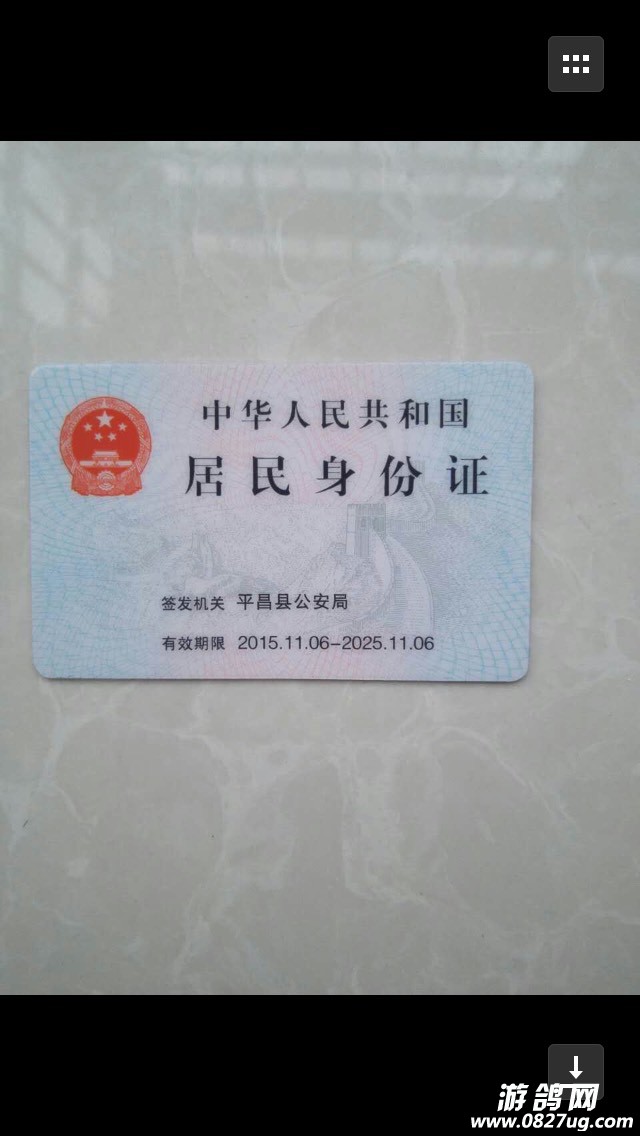 中华人民共和国
居民身份证
签发机关 平昌县公安局
有效期限 2015.11.06-2025.11.06
游鸽网
www.0827ug.com